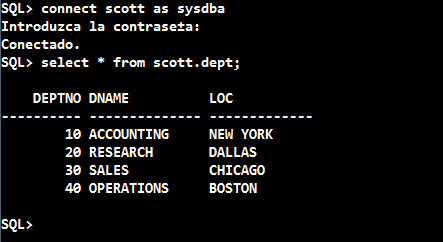 SQL> connect scott as sysdba
Introduzca la contrase±a:
Conectado.
SQL> select * from scott.dept;
DEPTNO DNAME LOC
---------- -------------- -------------
10 ACCOUNTING NEW YORK
20 RESEARCH DALLAS
30 SALES CHICAGO
40 OPERATIONS BOSTON
SQL>